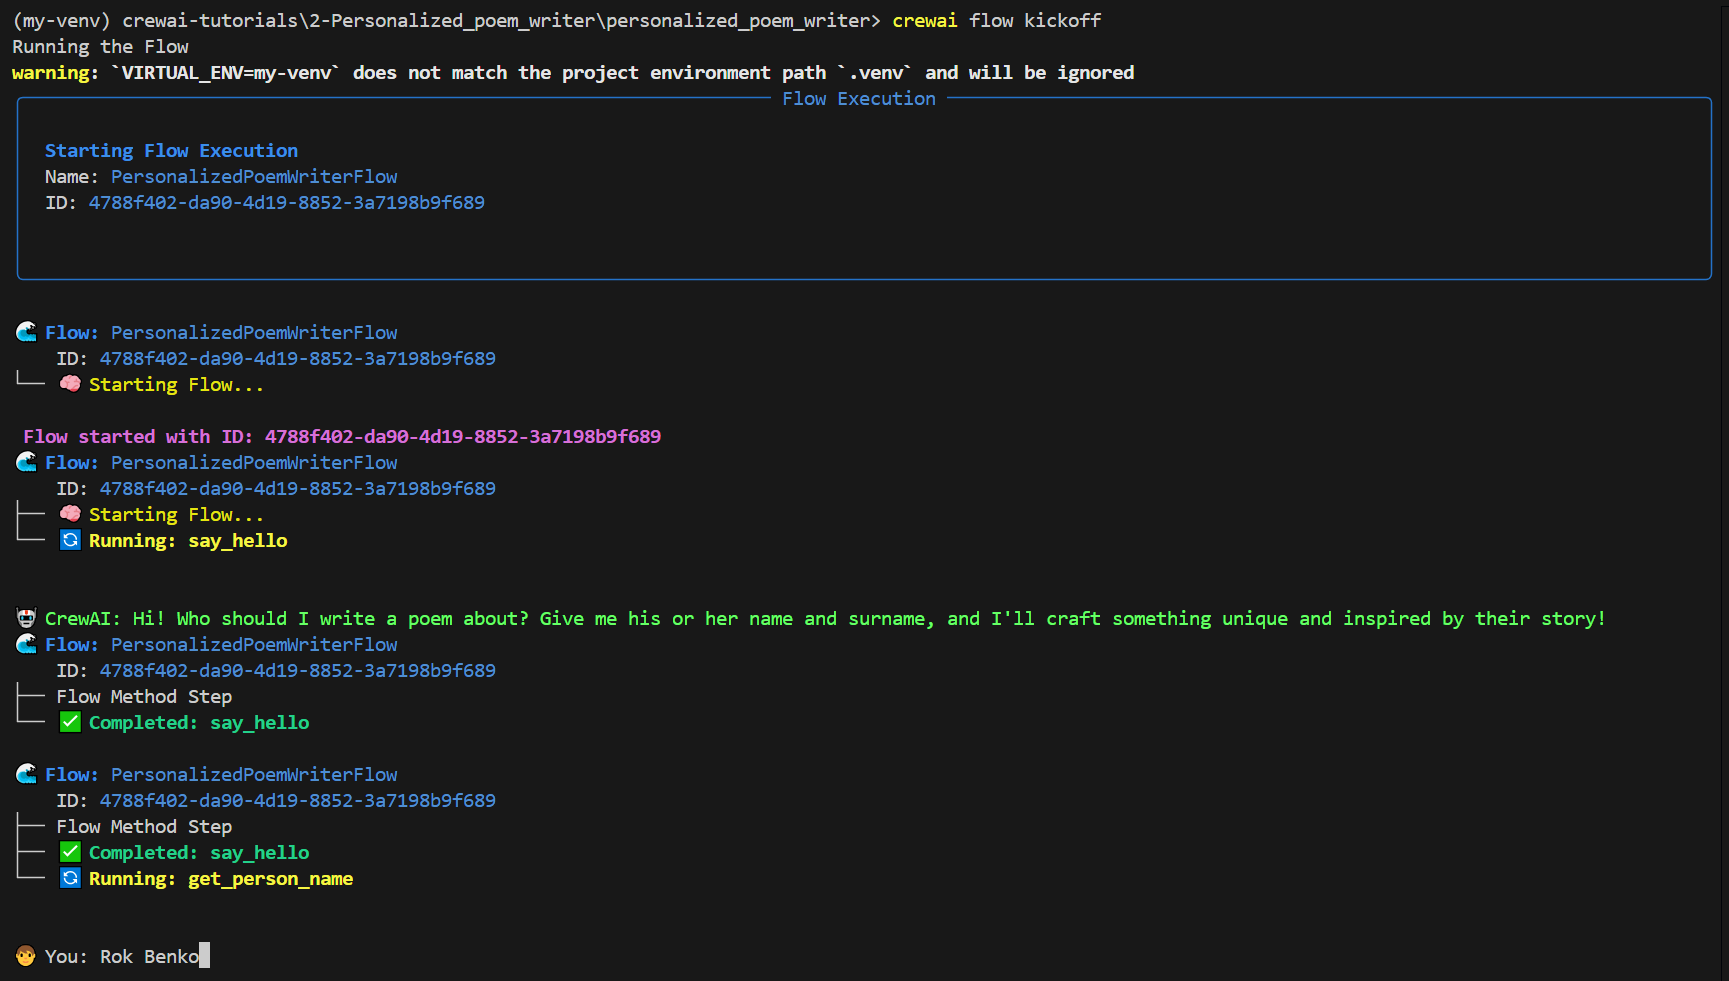 (my-venv) crewai-tutorials\2-Personalized_poem_writer\personalized_poem_writer> crewai flow kickoff
Running the Flow
warning: `VIRTUAL_ENV=my-venv` does not match the project environment path `.venv` and will be ignored
Flow Execution
Starting Flow Execution
Name: PersonalizedPoemWriterFlow
ID: 4788f402-da90-4d19-8852-3a7198b9f689
🌊 Flow: PersonalizedPoemWriterFlow
ID: 4788f402-da90-4d19-8852-3a7198b9f689
└── 🧠 Starting Flow...
Flow started with ID: 4788f402-da90-4d19-8852-3a7198b9f689
🌊 Flow: PersonalizedPoemWriterFlow
ID: 4788f402-da90-4d19-8852-3a7198b9f689
├── 🧠 Starting Flow...
└── 🔄 Running: say_hello
🤖 CrewAI: Hi! Who should I write a poem about? Give me his or her name and surname, and I'll craft something unique and inspired by their story!
🌊 Flow: PersonalizedPoemWriterFlow
ID: 4788f402-da90-4d19-8852-3a7198b9f689
├── Flow Method Step
└── ✅ Completed: say_hello
🌊 Flow: PersonalizedPoemWriterFlow
ID: 4788f402-da90-4d19-8852-3a7198b9f689
├── Flow Method Step
├── ✅ Completed: say_hello
└── 🔄 Running: get_person_name
🧑 You: Rok Benko